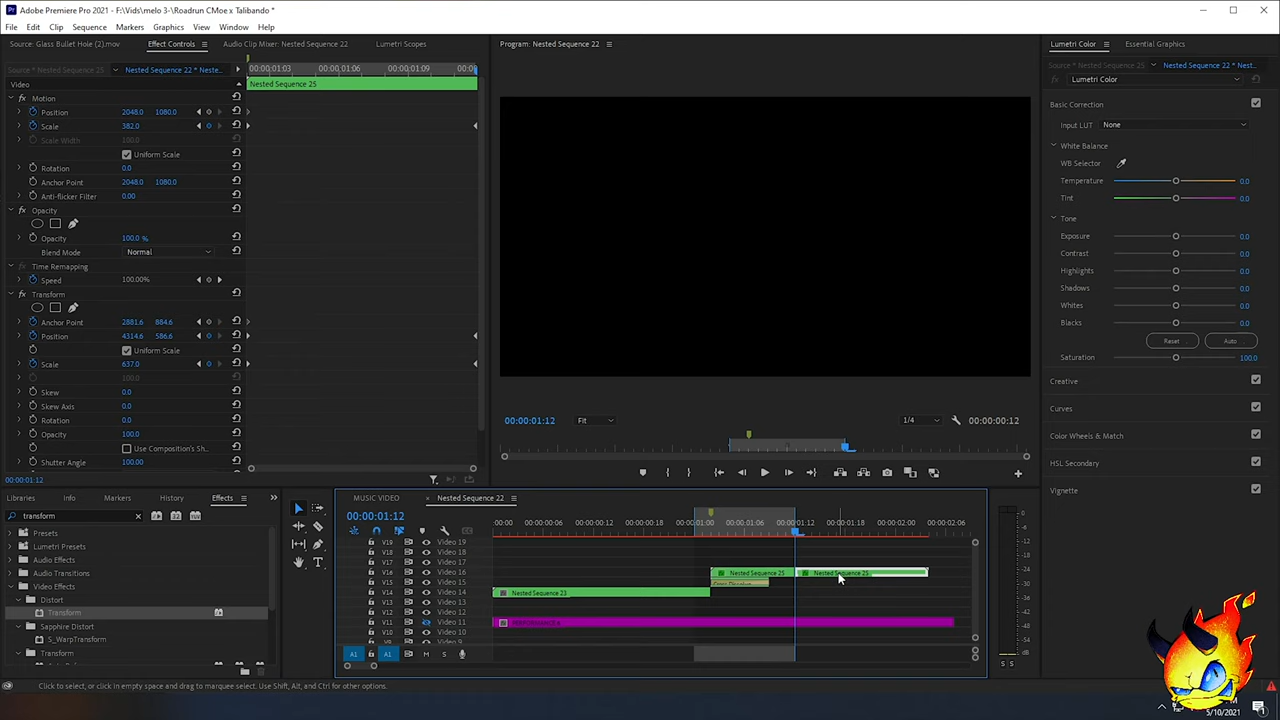 Adobe Premiere Pro 2021 - F:\Vids\melo 3-\Roadrun CMoe x Talibando *
File Edit Clip Sequence Markers Graphics View Window Help
Source: Glass Bullet Hole (2).mov Effect Controls Audio Clip Mixer: Nested Sequence 22 Lumetri Scopes
Program: Nested Sequence 22
Lumetri Color Essential Graphics
Source * Nested Sequence 25 Nested Sequence 22 * Neste...
00:00:01:03 00:00:01:06 00:00:01:09
Video
Nested Sequence 25
fx Motion
Position 2048.0 1080.0
Scale 382.0
Scale Width 100.0
Uniform Scale
Rotation 0.0
Anchor Point 2048.0 1080.0
Anti-flicker Filter 0.00
fx Opacity
Opacity 100.0 %
Blend Mode Normal
Time Remapping
Speed 100.00%
fx Transform
Anchor Point 2881.6 884.6
Position 4314.6 586.6
Uniform Scale
Scale 637.0
100.0
Skew 0.0
Skew Axis 0.0
Rotation 0.0
Opacity 100.0
Use Composition's Sh...
Shutter Angle 100.00
00:00:01:12
00:00:01:12 Fit 1/4 00:00:00:12
Source * Nested Sequence 25 Nested Sequence 22 * Nest...
fx Lumetri Color
Basic Correction
Input LUT None
White Balance
WB Selector
Temperature 0.0
Tint 0.0
Tone
Exposure 0.0
Contrast 0.0
Highlights 0.0
Shadows 0.0
Whites 0.0
Blacks 0.0
Reset Auto
Saturation 100.0
Creative
Curves
Color Wheels & Match
HSL Secondary
Vignette
Libraries Info Markers History Effects
transform
Presets
Lumetri Presets
Audio Effects
Audio Transitions
Video Effects
Distort
Transform
Sapphire Distort
S_WarpTransform
Transform
MUSIC VIDEO × Nested Sequence 22
00:00:01:12
:00:00 00:00:00:06 00:00:00:12 00:00:00:18 00:00:01:00 00:00:01:06 00:00:01:12 00:00:01:18 00:00:02:00 00:00:02:06
V19 Video 19
V18 Video 18
V17 Video 17
V16 Video 16 Nested Sequence 25 Nested Sequence 25
V15 Video 15
V14 Video 14 Nested Sequence 23
V13 Video 13
V12 Video 12
V11 Video 11
V10 Video 10
A1 A1 M S
-6
-12
-18
-24
-30
-36
-42
-48
-54
dB
S S
Click to select, or click in empty space and drag to marquee select. Use Shift, Alt, and Ctrl for other options.
5/10/2021